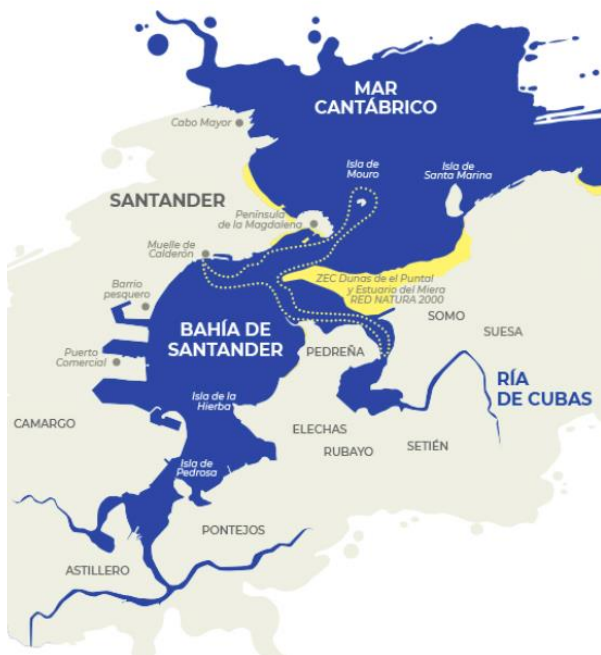 MAR
CANTÁBRICO
Cabo Mayor
Isla de
Mouro
Isla de
Santa Marina
SANTANDER
Península
de la Magdalena
Muelle de
Calderón
ZEC Dunas de el Puntal
y Estuario del Miera
RED NATURA 2000
Barrio
pesquero
SOMO
SUESA
BAHÍA DE
SANTANDER
PEDREÑA
Puerto
Comercial
RÍA
DE CUBAS
Isla de la
Hierba
CAMARGO
ELECHAS
RUBAYO
SETIÉN
Isla de
Pedrosa
PONTEJOS
ASTILLERO